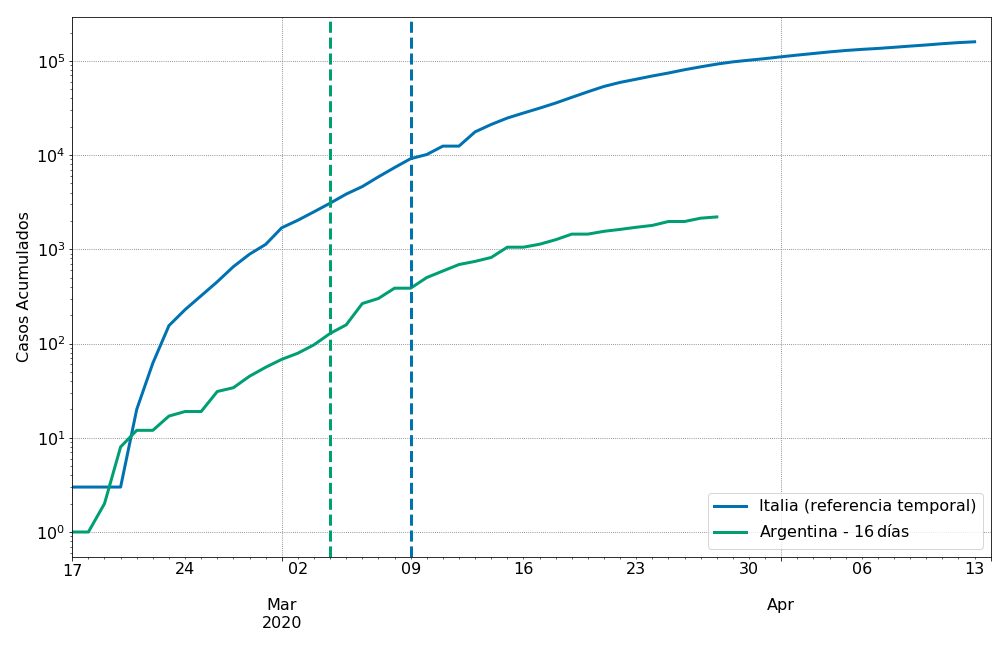 Casos Acumulados
10^5
10^4
10^3
10^2
10^1
10^0
Italia (referencia temporal)
Argentina - 16 días
17 24 02 09 16 23 30 06 13
Mar Apr
2020